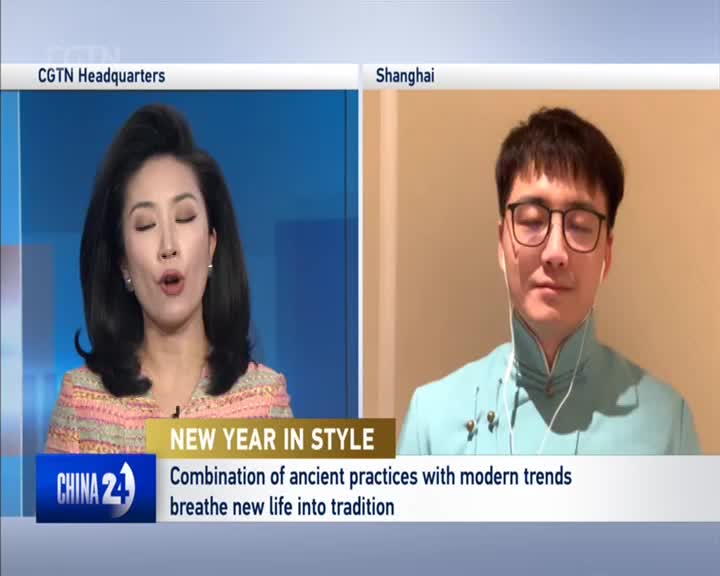 CGTN
CGTN Headquarters
Shanghai
NEW YEAR IN STYLE
CHINA 24
Combination of ancient practices with modern trends
breathe new life into tradition